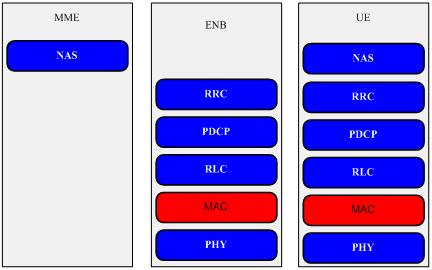 MME
NAS
ENB
RRC
PDCP
RLC
MAC
PHY
UE
NAS
RRC
PDCP
RLC
MAC
PHY